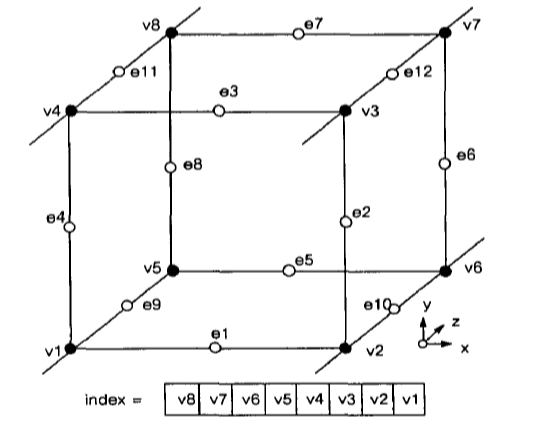 v8 e7 v7
e11 e12
e3
v4 v3
e8 e6
e4 e2
v5 e5 v6
e9 e10 y
z
e1 x
v1 v2
index = v8 v7 v6 v5 v4 v3 v2 v1